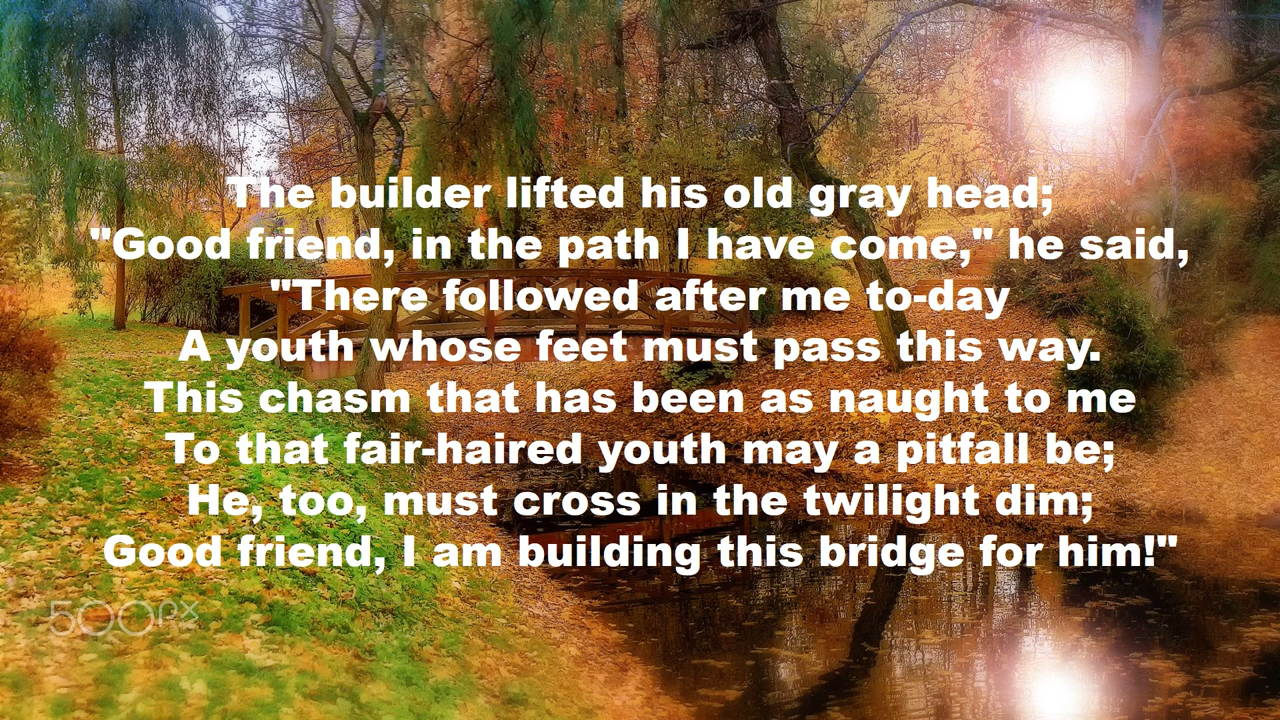 The builder lifted his old gray head;
"Good friend, in the path I have come," he said,
"There followed after me to-day
A youth whose feet must pass this way.
This chasm that has been as naught to me
To that fair-haired youth may a pitfall be;
He, too, must cross in the twilight dim;
Good friend, I am building this bridge for him!"
500px